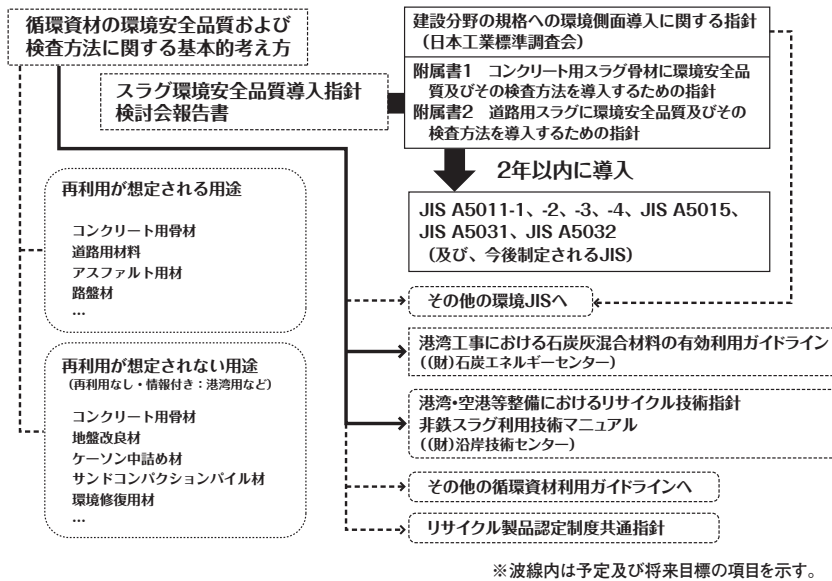 循環資材の環境安全品質および
検査方法に関する基本的考え方
スラグ環境安全品質導入指針
検討会報告書
建設分野の規格への環境側面導入に関する指針
（日本工業標準調査会）
附属書1　コンクリート用スラグ骨材に環境安全品
質及びその検査方法を導入するための指針
附属書2　道路用スラグに環境安全品質及びその
検査方法を導入するための指針
2年以内に導入
JIS A5011-1、-2、-3、-4、JIS A5015、
JIS A5031、JIS A5032
（及び、今後制定されるJIS）
再利用が想定される用途
コンクリート用骨材
道路用材料
アスファルト用材
路盤材
…
再利用が想定されない用途
（再利用なし・情報付き：港湾用など）
コンクリート用骨材
地盤改良材
ケーソン中詰め材
サンドコンパクションパイル材
環境修復用材
…
その他の環境JISへ
港湾工事における石炭灰混合材料の有効利用ガイドライン
（（財）石炭エネルギーセンター）
港湾・空港等整備におけるリサイクル技術指針
非鉄スラグ利用技術マニュアル
（（財）沿岸技術センター）
その他の循環資材利用ガイドラインへ
リサイクル製品認定制度共通指針
※波線内は予定及び将来目標の項目を示す。